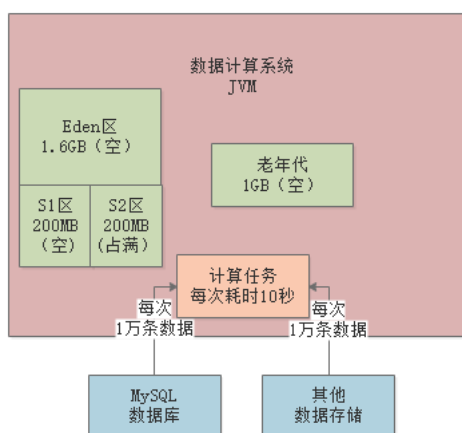 数据计算系统
JVM
Eden区
1.6GB（空）
老年代
1GB（空）
S1区
200MB
（空）
S2区
200MB
（占满）
计算任务
每次耗时10秒
每次
1万条数据
每次
1万条数据
MySQL
数据库
其他
数据存储